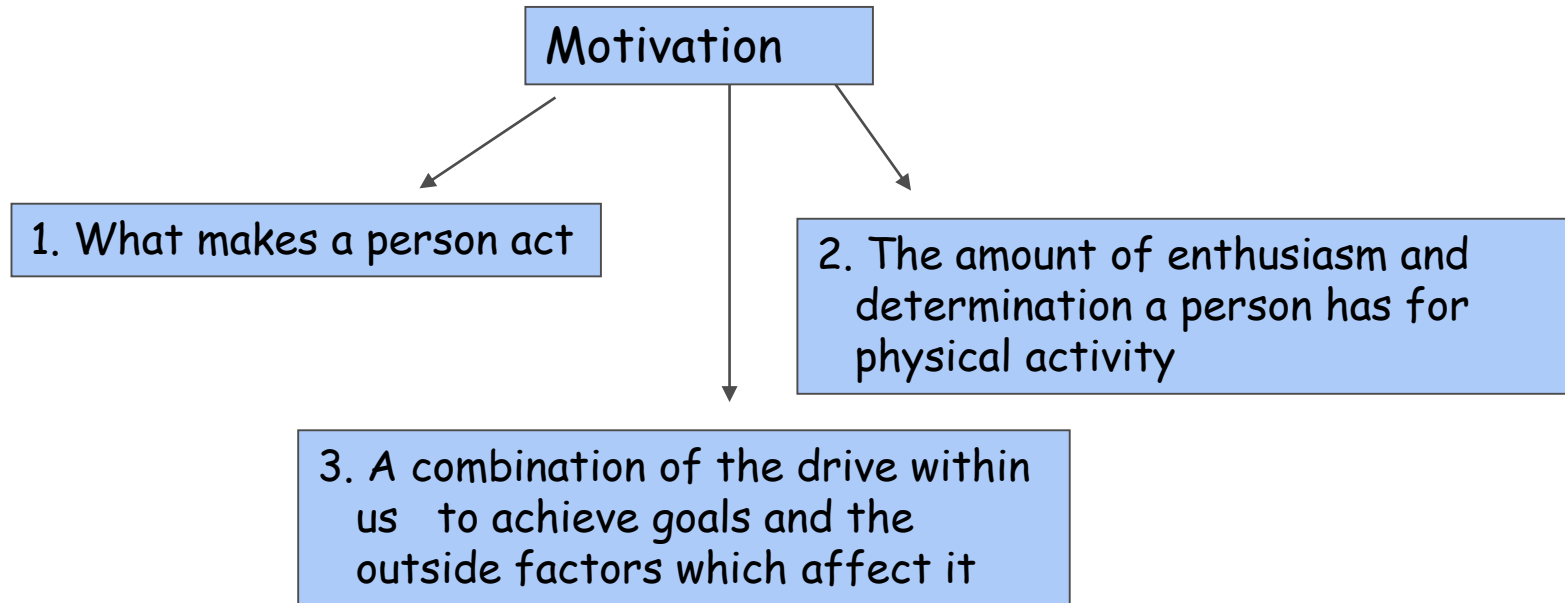 Motivation
1. What makes a person act
2. The amount of enthusiasm and
determination a person has for
physical activity
3. A combination of the drive within
us to achieve goals and the
outside factors which affect it